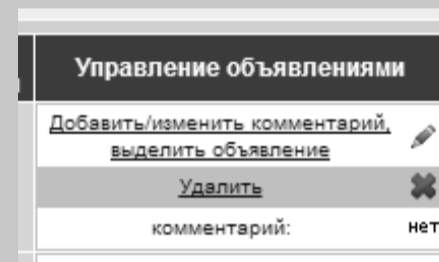 Управление объявлениями
Добавить/изменить комментарий,
выделить объявление
Удалить
комментарий: нет